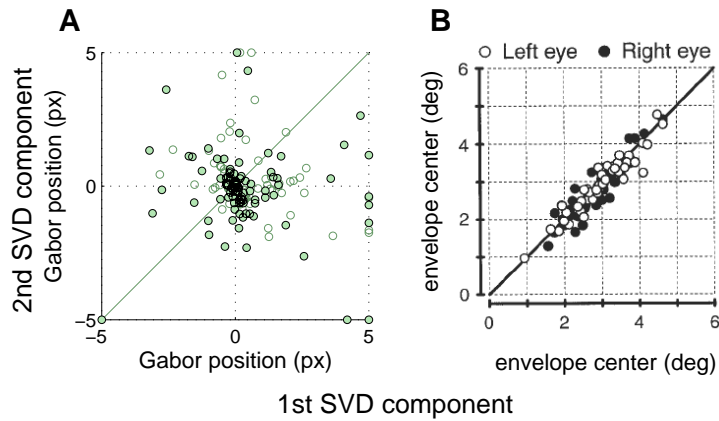 A
B
2nd SVD component
Gabor position (px)
5
0
−5
−5
0
5
Gabor position (px)
Left eye
Right eye
envelope center (deg)
6
4
2
0
0
2
4
6
envelope center (deg)
1st SVD component